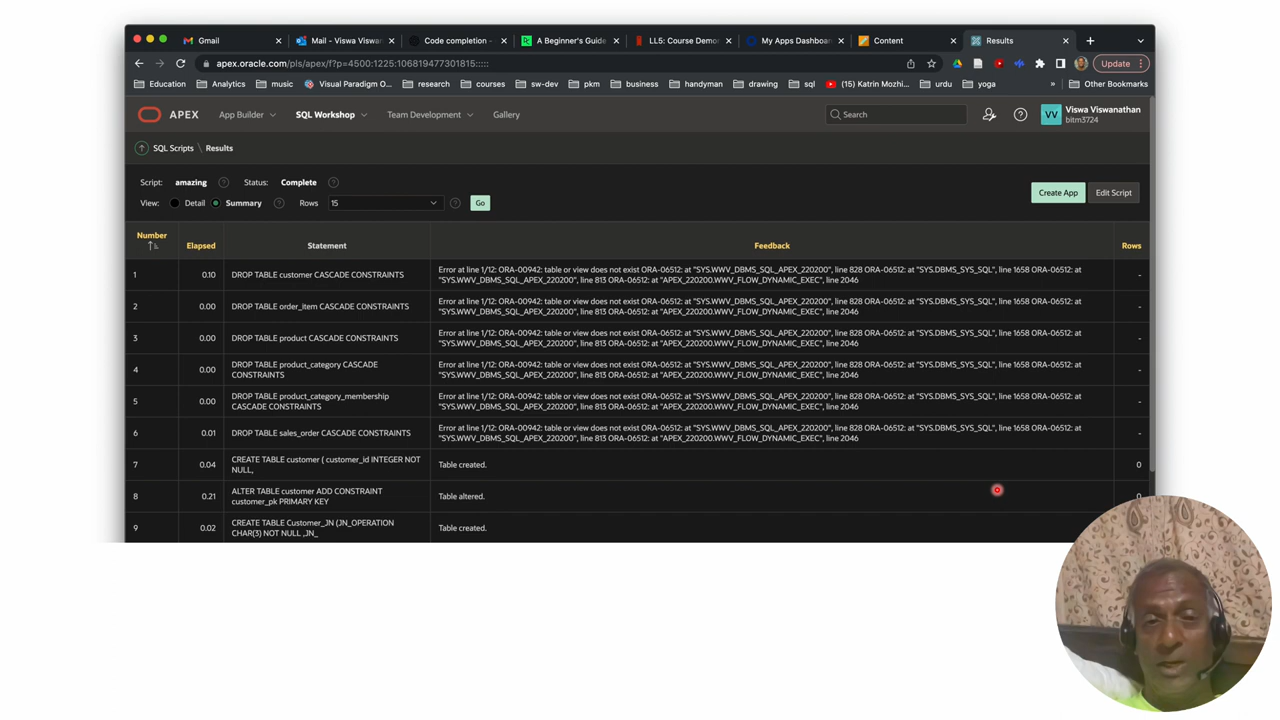 Gmail
Mail - Viswa Viswan
Code completion -
A Beginner's Guide
LL5: Course Demon
My Apps Dashboard
Content
Results
apex.oracle.com/pls/apex/f?p=4500:1225:106819477301815:::::
Update
Education
Analytics
music
Visual Paradigm O...
research
courses
sw-dev
pkm
business
handyman
drawing
sql
(15) Katrin Mozhi...
urdu
yoga
»
Other Bookmarks
APEX
App Builder
SQL Workshop
Team Development
Gallery
Search
VV
Viswa Viswanathan
bitm3724
SQL Scripts \ Results
Script: amazing
Status: Complete
View: Detail Summary
Rows 15
Go
Create App
Edit Script
Number Elapsed Statement Feedback Rows
1 0.10 DROP TABLE customer CASCADE CONSTRAINTS
Error at line 1/12: ORA-00942: table or view does not exist ORA-06512: at "SYS.WWV_DBMS_SQL_APEX_220200", line 828 ORA-06512: at "SYS.DBMS_SYS_SQL", line 1658 ORA-06512: at
"SYS.WWV_DBMS_SQL_APEX_220200", line 813 ORA-06512: at "APEX_220200.WWV_FLOW_DYNAMIC_EXEC", line 2046
-
2 0.00 DROP TABLE order_item CASCADE CONSTRAINTS
Error at line 1/12: ORA-00942: table or view does not exist ORA-06512: at "SYS.WWV_DBMS_SQL_APEX_220200", line 828 ORA-06512: at "SYS.DBMS_SYS_SQL", line 1658 ORA-06512: at
"SYS.WWV_DBMS_SQL_APEX_220200", line 813 ORA-06512: at "APEX_220200.WWV_FLOW_DYNAMIC_EXEC", line 2046
-
3 0.00 DROP TABLE product CASCADE CONSTRAINTS
Error at line 1/12: ORA-00942: table or view does not exist ORA-06512: at "SYS.WWV_DBMS_SQL_APEX_220200", line 828 ORA-06512: at "SYS.DBMS_SYS_SQL", line 1658 ORA-06512: at
"SYS.WWV_DBMS_SQL_APEX_220200", line 813 ORA-06512: at "APEX_220200.WWV_FLOW_DYNAMIC_EXEC", line 2046
-
4 0.00 DROP TABLE product_category CASCADE
CONSTRAINTS
Error at line 1/12: ORA-00942: table or view does not exist ORA-06512: at "SYS.WWV_DBMS_SQL_APEX_220200", line 828 ORA-06512: at "SYS.DBMS_SYS_SQL", line 1658 ORA-06512: at
"SYS.WWV_DBMS_SQL_APEX_220200", line 813 ORA-06512: at "APEX_220200.WWV_FLOW_DYNAMIC_EXEC", line 2046
-
5 0.00 DROP TABLE product_category_membership
CASCADE CONSTRAINTS
Error at line 1/12: ORA-00942: table or view does not exist ORA-06512: at "SYS.WWV_DBMS_SQL_APEX_220200", line 828 ORA-06512: at "SYS.DBMS_SYS_SQL", line 1658 ORA-06512: at
"SYS.WWV_DBMS_SQL_APEX_220200", line 813 ORA-06512: at "APEX_220200.WWV_FLOW_DYNAMIC_EXEC", line 2046
-
6 0.01 DROP TABLE sales_order CASCADE CONSTRAINTS
Error at line 1/12: ORA-00942: table or view does not exist ORA-06512: at "SYS.WWV_DBMS_SQL_APEX_220200", line 828 ORA-06512: at "SYS.DBMS_SYS_SQL", line 1658 ORA-06512: at
"SYS.WWV_DBMS_SQL_APEX_220200", line 813 ORA-06512: at "APEX_220200.WWV_FLOW_DYNAMIC_EXEC", line 2046
-
7 0.04 CREATE TABLE customer ( customer_id INTEGER NOT
NULL,
Table created.
0
8 0.21 ALTER TABLE customer ADD CONSTRAINT
customer_pk PRIMARY KEY
Table altered.
0
9 0.02 CREATE TABLE Customer_JN (JN_OPERATION
CHAR(3) NOT NULL ,JN_
Table created.